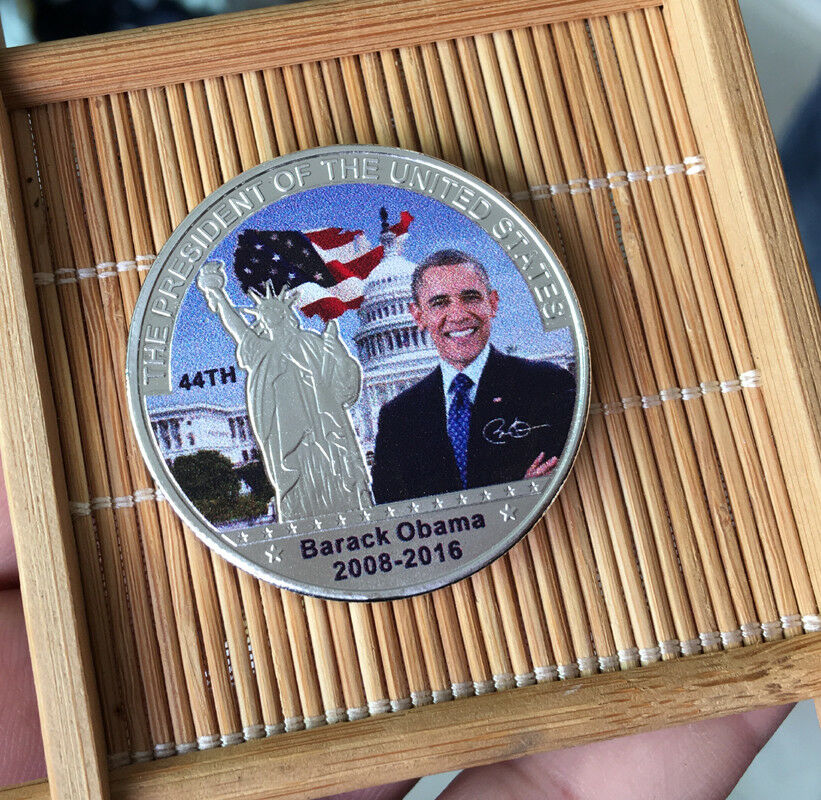 THE PRESIDENT OF THE UNITED STATES
44TH
Barack Obama
2008-2016